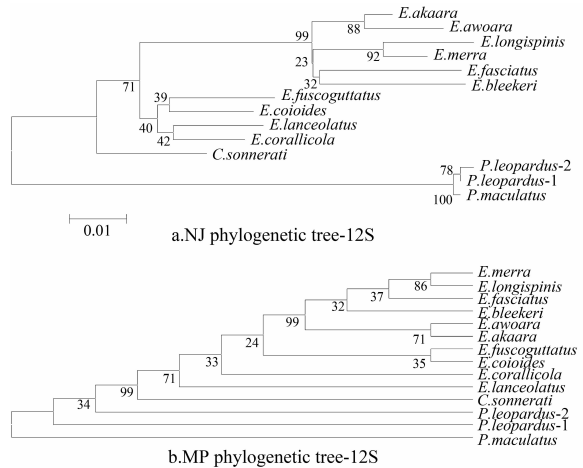 E.akaara
88
E.awoara
99
E.longispinis
92
E.merra
23
E.fasciatus
32
E.bleekeri
71
39
E.fuscoguttatus
E.coioides
40
E.lanceolatus
42
E.corallicola
C.sonnerati
78
P.leopardus-2
P.leopardus-1
100
P.maculatus
0.01
a.NJ phylogenetic tree-12S
E.merra
86
E.longispinis
37
E.fasciatus
32
E.bleekeri
99
E.awoara
71
E.akaara
24
E.fuscoguttatus
35
E.coioides
33
E.corallicola
71
E.lanceolatus
99
C.sonnerati
34
P.leopardus-2
P.leopardus-1
P.maculatus
b.MP phylogenetic tree-12S